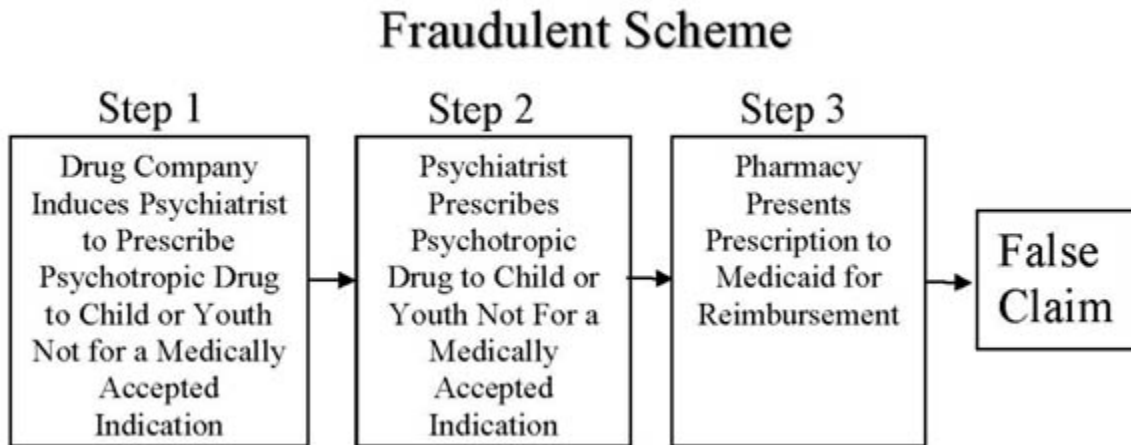 Fraudulent Scheme
Step 1
Drug Company
Induces Psychiatrist
to Prescribe
Psychotropic Drug
to Child or Youth
Not for a Medically
Accepted
Indication
Step 2
Psychiatrist
Prescribes
Psychotropic
Drug to Child or
Youth Not For a
Medically
Accepted
Indication
Step 3
Pharmacy
Presents
Prescription to
Medicaid for
Reimbursement
False
Claim